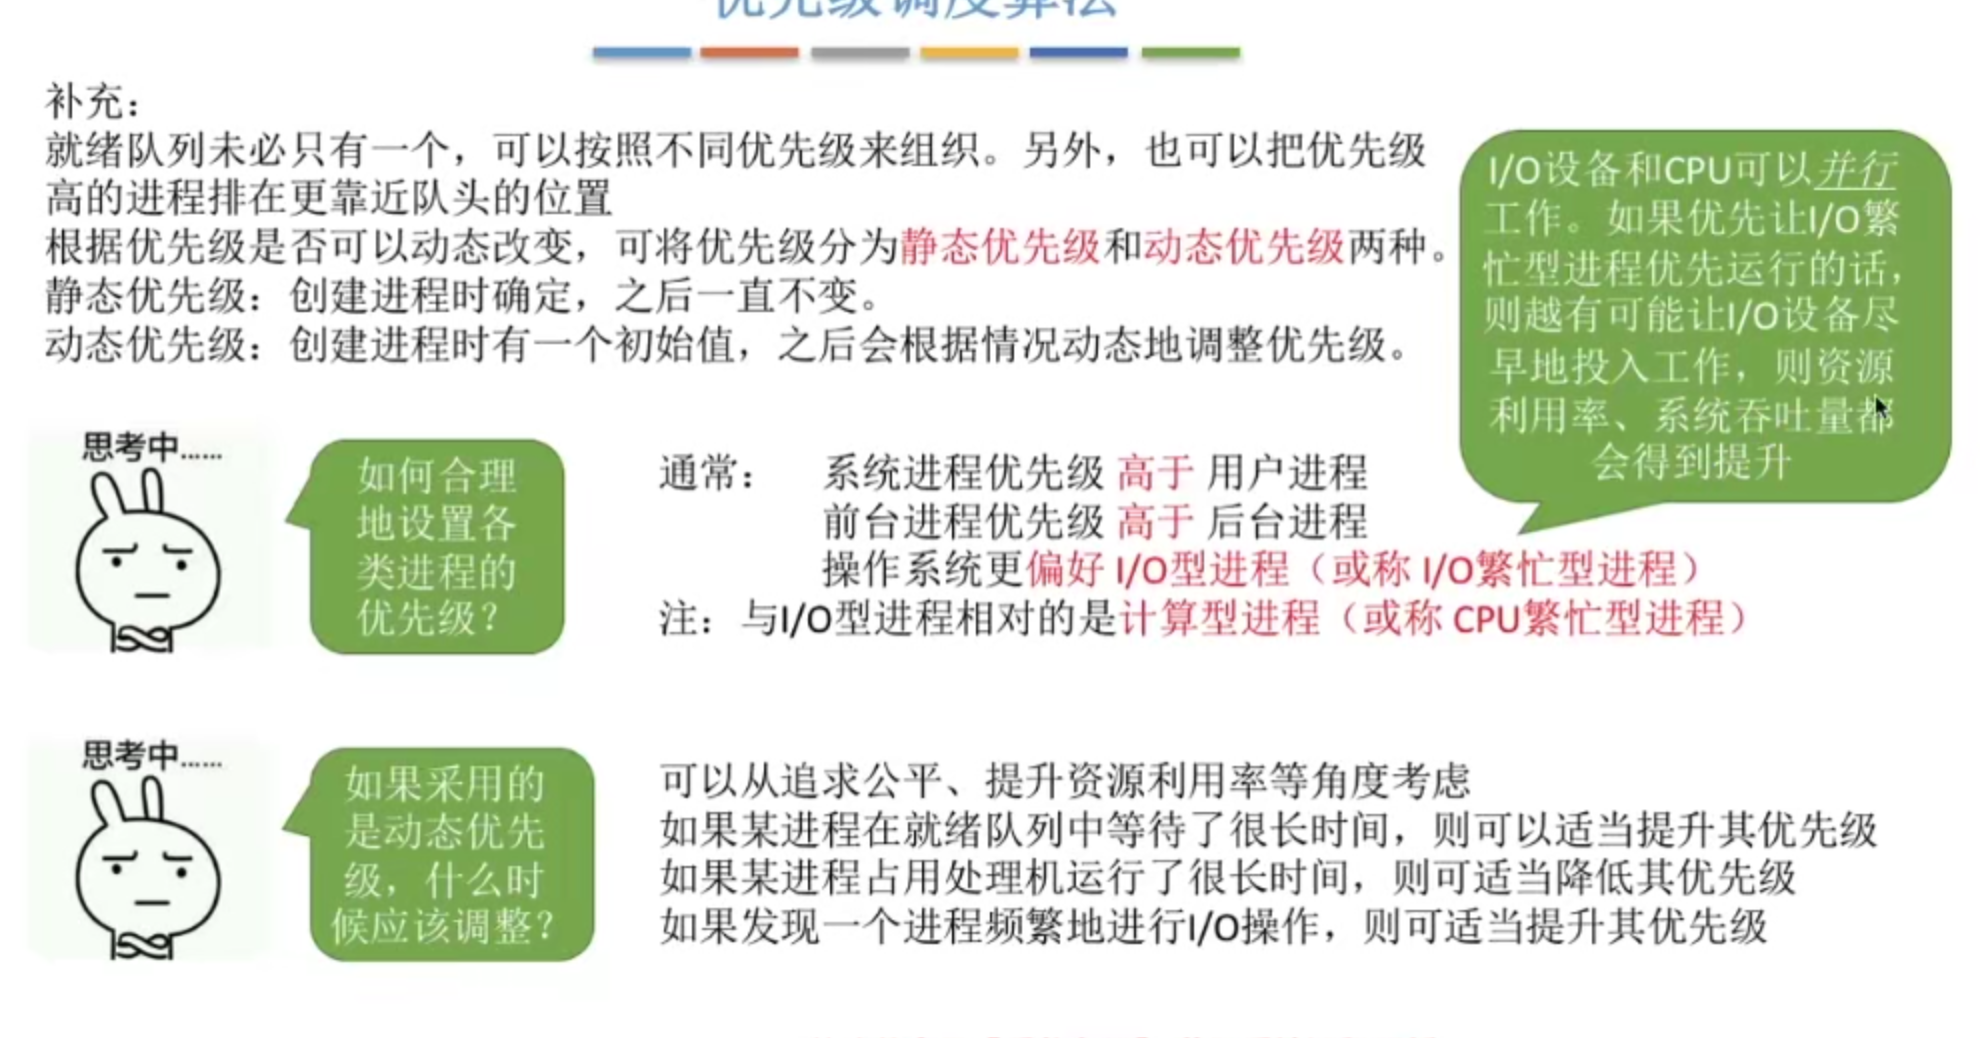 优先级调度算法
补充：
就绪队列未必只有一个，可以按照不同优先级来组织。另外，也可以把优先级
高的进程排在更靠近队头的位置
根据优先级是否可以动态改变，可将优先级分为静态优先级和动态优先级两种。
静态优先级：创建进程时确定，之后一直不变。
动态优先级：创建进程时有一个初始值，之后会根据情况动态地调整优先级。
I/O设备和CPU可以并行
工作。如果优先让I/O繁
忙型进程优先运行的话，
则越有可能让I/O设备尽
早地投入工作，则资源
利用率、系统吞吐量都
会得到提升
思考中......
如何合理
地设置各
类进程的
优先级？
通常： 系统进程优先级 高于 用户进程
前台进程优先级 高于 后台进程
操作系统更偏好 I/O型进程（或称 I/O繁忙型进程）
注：与I/O型进程相对的是计算型进程（或称 CPU繁忙型进程）
思考中......
如果采用的
是动态优先
级，什么时
候应该调整？
可以从追求公平、提升资源利用率等角度考虑
如果某进程在就绪队列中等待了很长时间，则可以适当提升其优先级
如果某进程占用处理机运行了很长时间，则可适当降低其优先级
如果发现一个进程频繁地进行I/O操作，则可适当提升其优先级